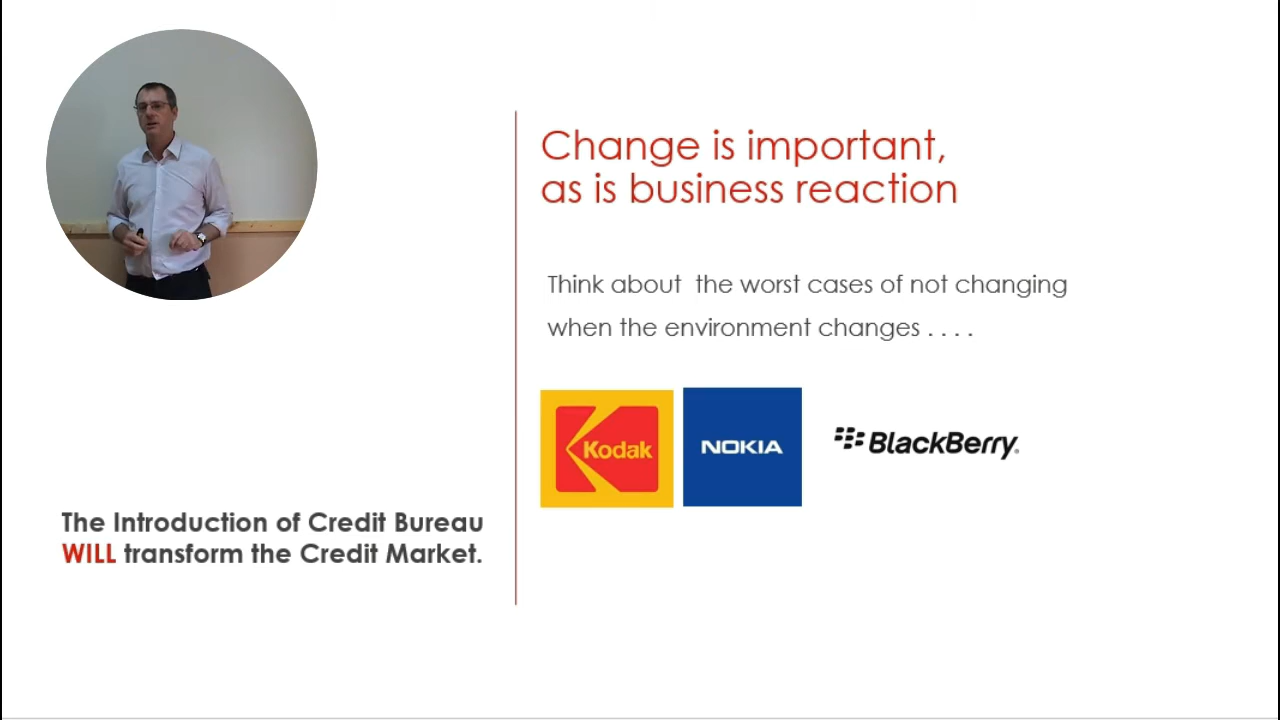 Change is important,
as is business reaction
Think about the worst cases of not changing
when the environment changes . . . .
Kodak
NOKIA
BlackBerry
The Introduction of Credit Bureau
WILL transform the Credit Market.